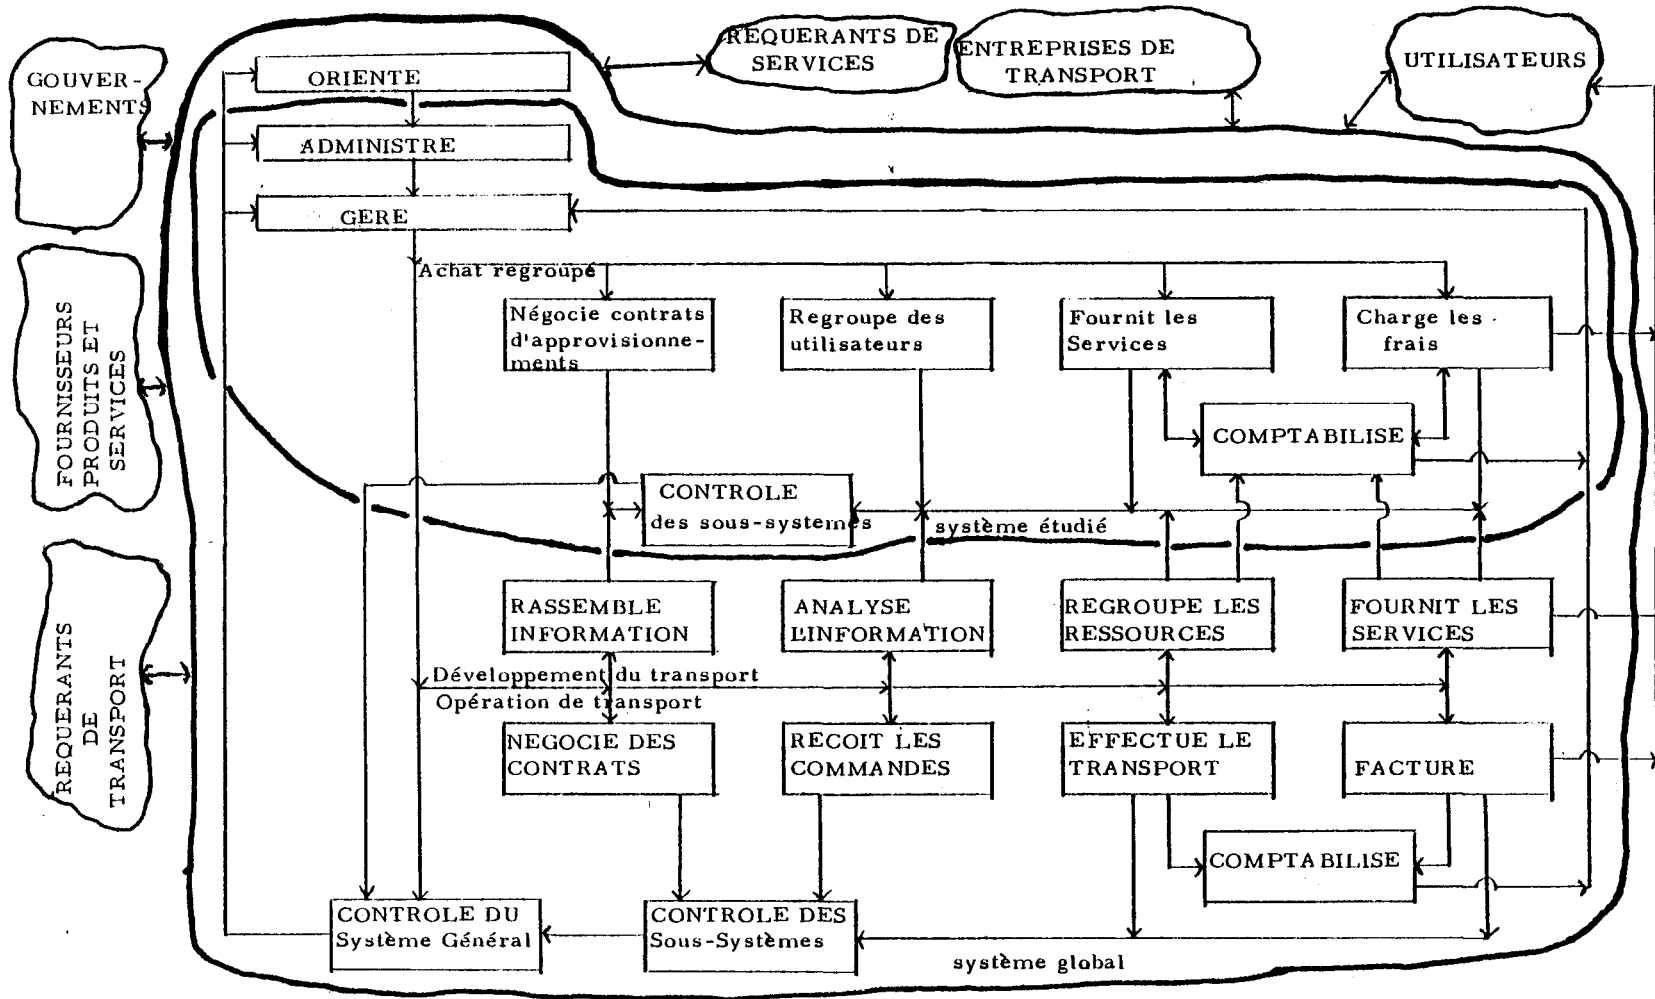 REQUERANTS DE
SERVICES
ENTREPRISES DE
TRANSPORT
UTILISATEURS
GOUVER-
NEMENTS
ORIENTE
ADMINISTRE
GERE
Achat regroupé
Négocie contrats
d'approvisionne-
ments
Regroupe des
utilisateurs
Fournit les
Services
Charge les
frais
FOURNISSEURS
PRODUITS ET
SERVICES
COMPTABILISE
CONTROLE
des sous-systemes
système étudié
RASSEMBLE
INFORMATION
ANALYSE
L'INFORMATION
REGROUPE LES
RESSOURCES
FOURNIT LES
SERVICES
REQUERANTS
DE
TRANSPORT
Développement du transport
Opération de transport
NEGOCIE DES
CONTRATS
RECOIT LES
COMMANDES
EFFECTUE LE
TRANSPORT
FACTURE
COMPTABILISE
CONTROLE DU
Système Général
CONTROLE DES
Sous-Systèmes
système global